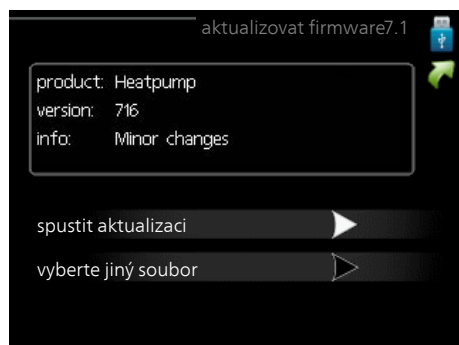 aktualizovat firmware7.1
product: Heatpump
version: 716
info: Minor changes
spustit aktualizaci
vyberte jiný soubor